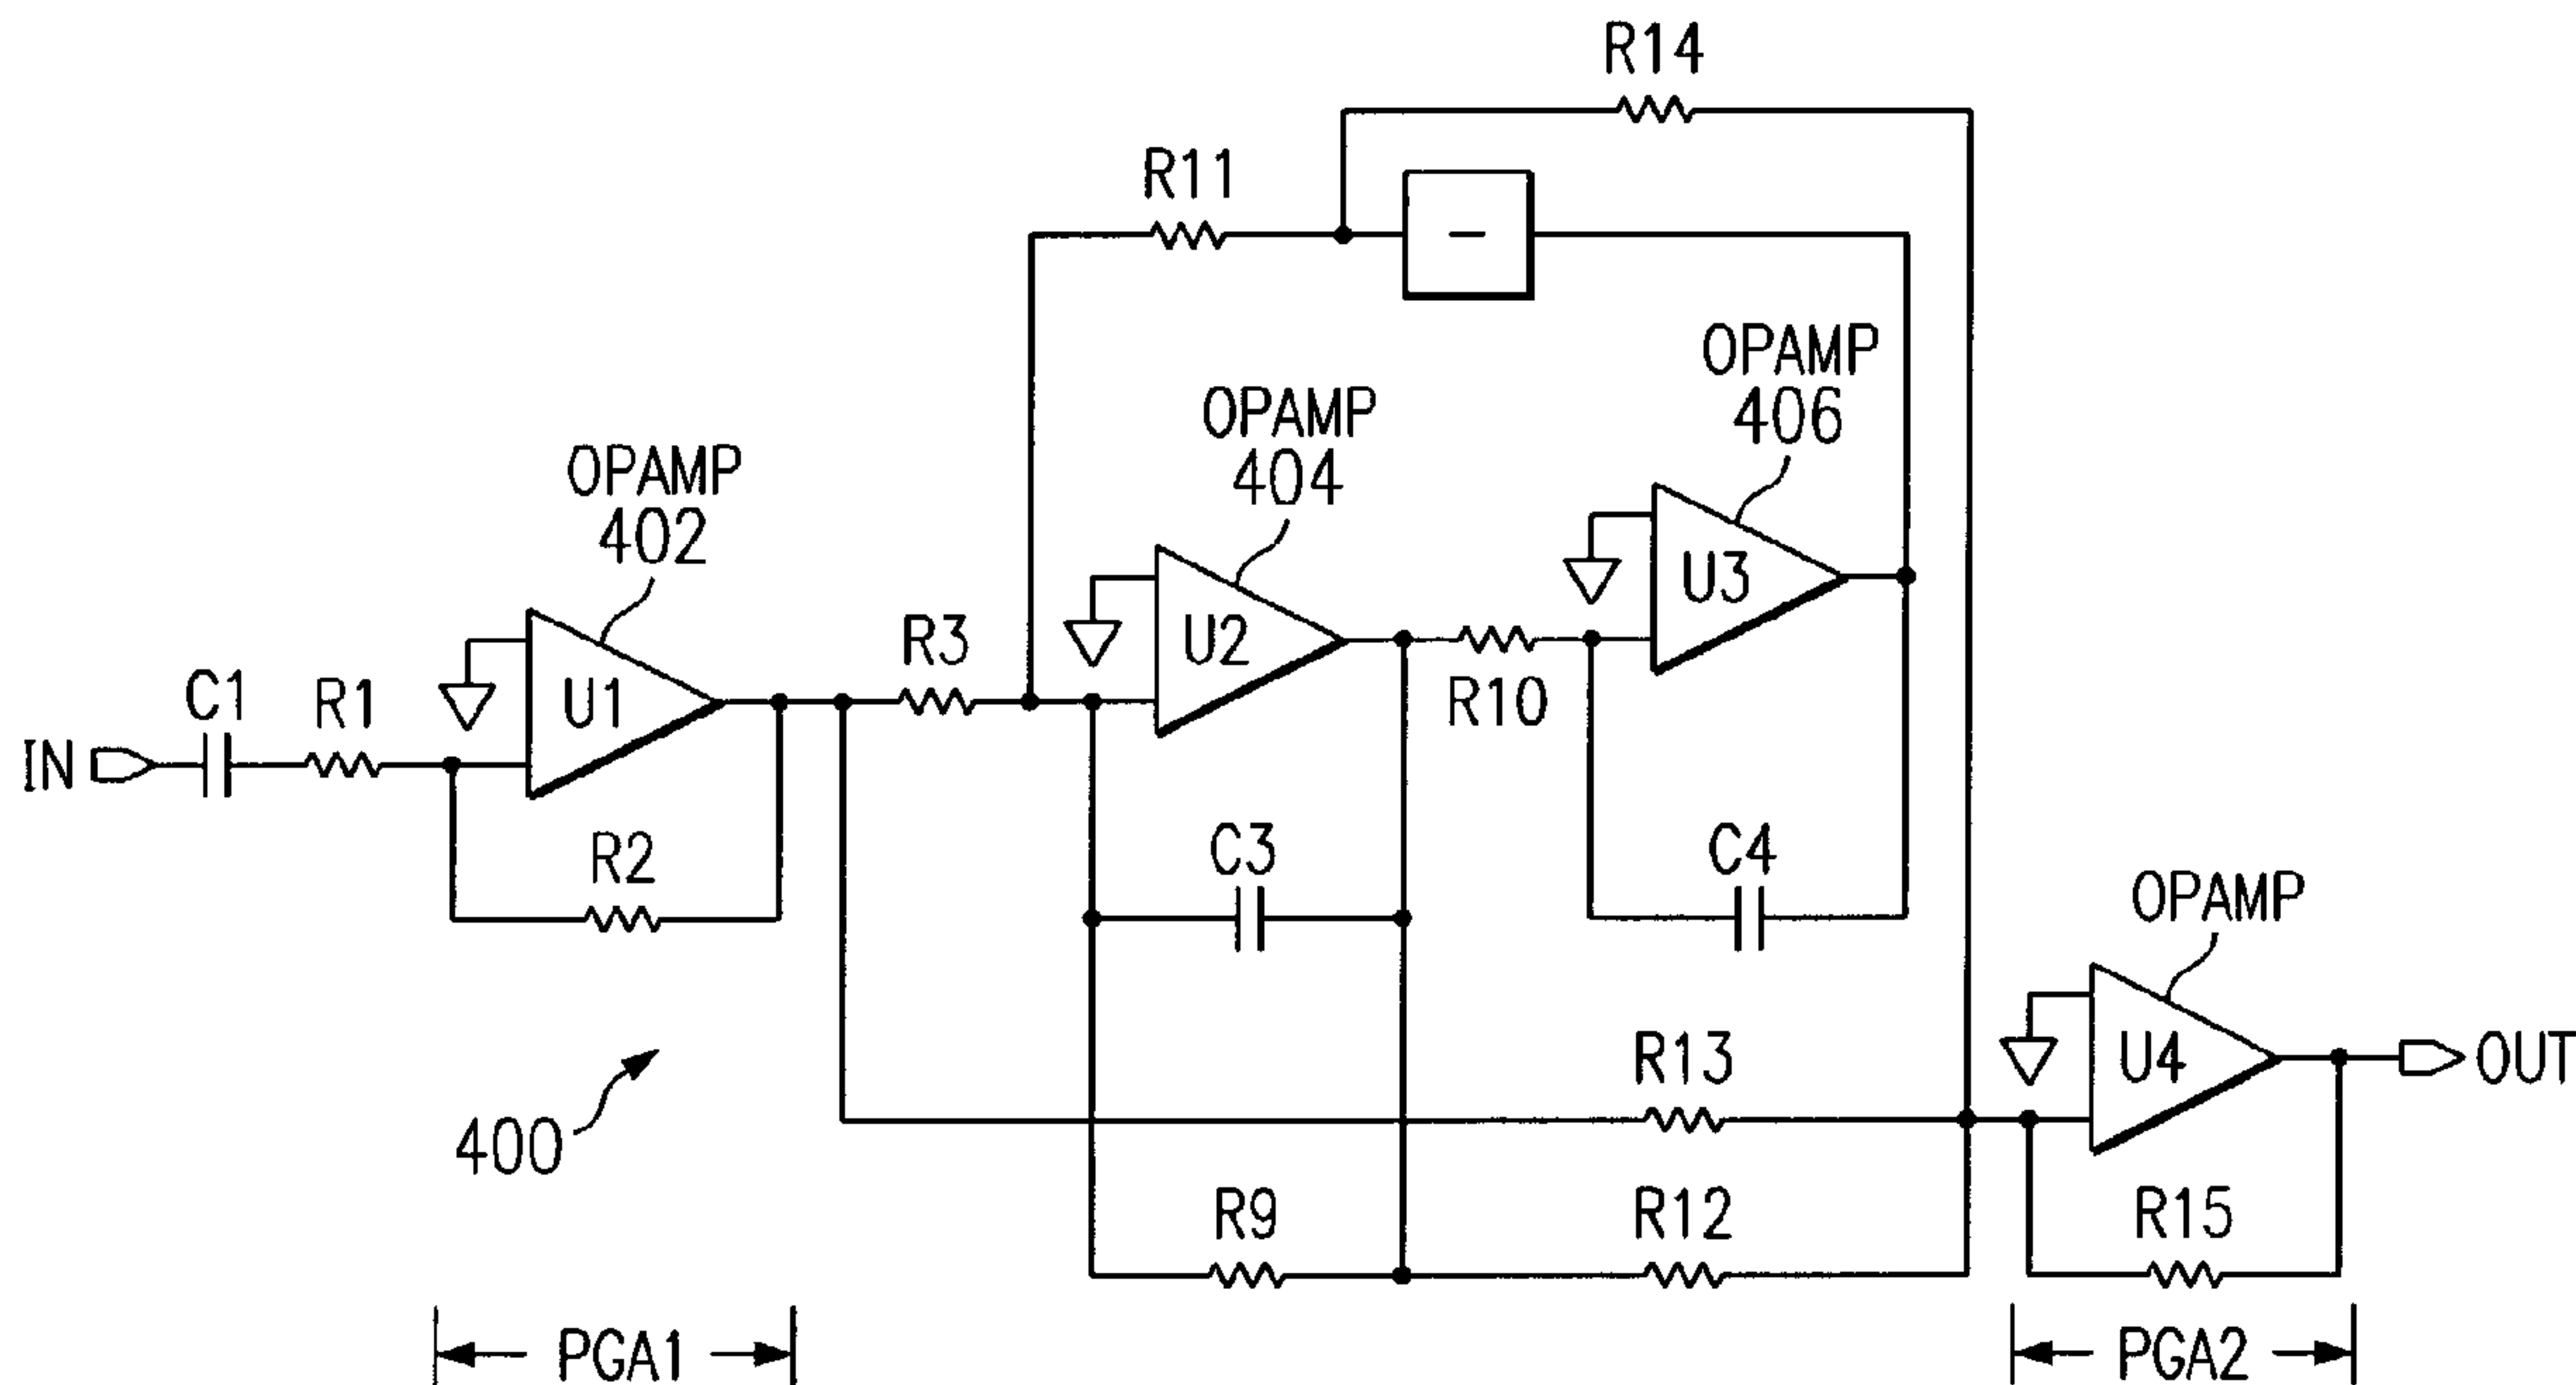 R14
R11
-
OPAMP
406
OPAMP
404
OPAMP
402
U3
U2
R3
R10
C1
R1
U1
IN
R2
C3
C4
OPAMP
R13
U4
OUT
400
R9
R12
R15
PGA1
PGA2